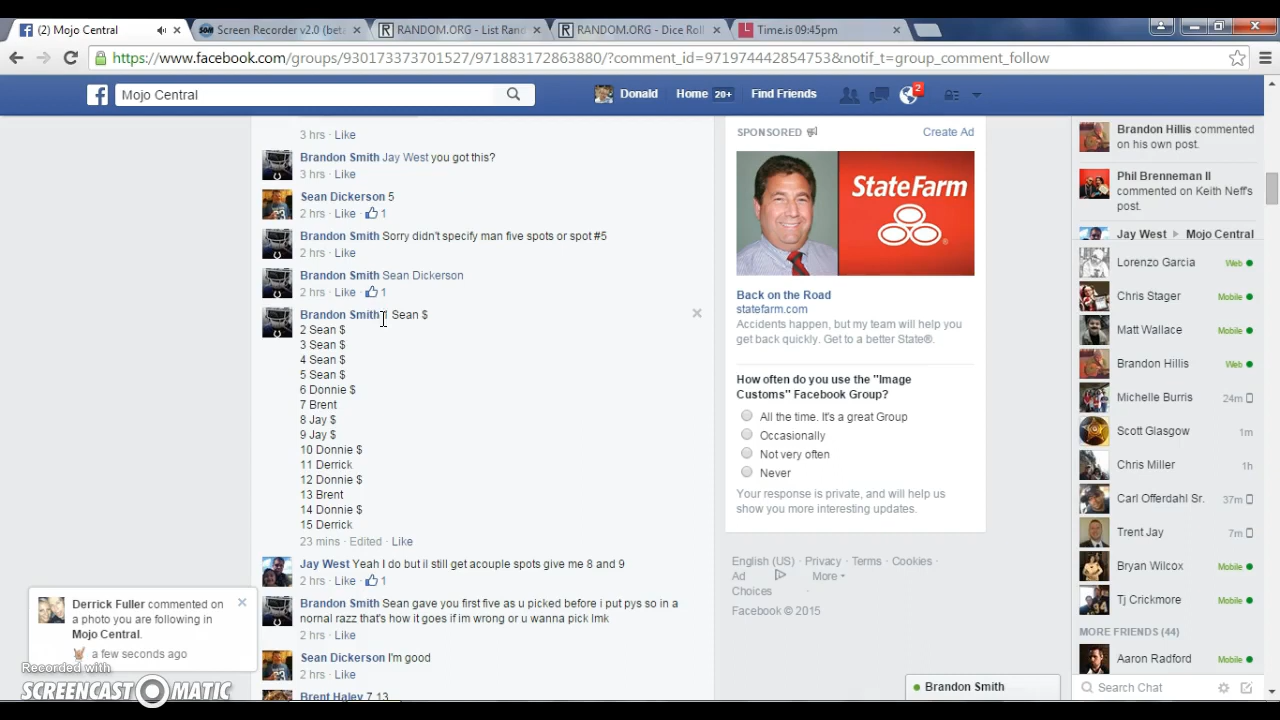 (2) Mojo Central
Screen Recorder v2.0 (beta
RANDOM.ORG - List Rand
RANDOM.ORG - Dice Roll
Time.is 09:45pm
https://www.facebook.com/groups/930173373701527/971883172863880/?comment_id=971974442854753&notif_t=group_comment_follow
Mojo Central
Donald
Home 20+
Find Friends
2
3 hrs · Like
Brandon Smith Jay West you got this?
3 hrs · Like
Sean Dickerson 5
2 hrs · Like 1
Brandon Smith Sorry didn't specify man five spots or spot #5
2 hrs · Like
Brandon Smith Sean Dickerson
2 hrs · Like 1
Brandon Smith Sean $
2 Sean $
3 Sean $
4 Sean $
5 Sean $
6 Donnie $
7 Brent
8 Jay $
9 Jay $
10 Donnie $
11 Derrick
12 Donnie $
13 Brent
14 Donnie $
15 Derrick
23 mins · Edited · Like
Jay West Yeah I do but il still get acouple spots give me 8 and 9
2 hrs · Like 1
Brandon Smith Sean gave you first five as u picked before i put pys so in a
nornal razz that's how it goes if im wrong or u wanna pick lmk
2 hrs · Like
Sean Dickerson I'm good
2 hrs · Like
Brent Haley 7 13
Derrick Fuller commented on
a photo you are following in
Mojo Central.
a few seconds ago
Recorded with
SCREENCAST MATIC
SPONSORED
Create Ad
StateFarm
Back on the Road
statefarm.com
Accidents happen, but my team will help you
get back quickly. Get to a better State®.
How often do you use the "Image
Customs" Facebook Group?
All the time. It's a great Group
Occasionally
Not very often
Never
Your response is private, and will help us
show you more interesting updates.
English (US) · Privacy · Terms · Cookies ·
Ad
Choices
More
Facebook © 2015
Brandon Smith
Brandon Hillis commented
on his own post.
Phil Brenneman II
commented on Keith Neff's
post.
Jay West ▸ Mojo Central
Lorenzo Garcia Web
Chris Stager Mobile
Matt Wallace Mobile
Brandon Hillis Web
Michelle Burris 24m
Scott Glasgow 1m
Chris Miller 1h
Carl Offerdahl Sr. 37m
Trent Jay 7m
Bryan Wilcox Mobile
Tj Crickmore Mobile
MORE FRIENDS (44)
Aaron Radford Mobile
Search Chat